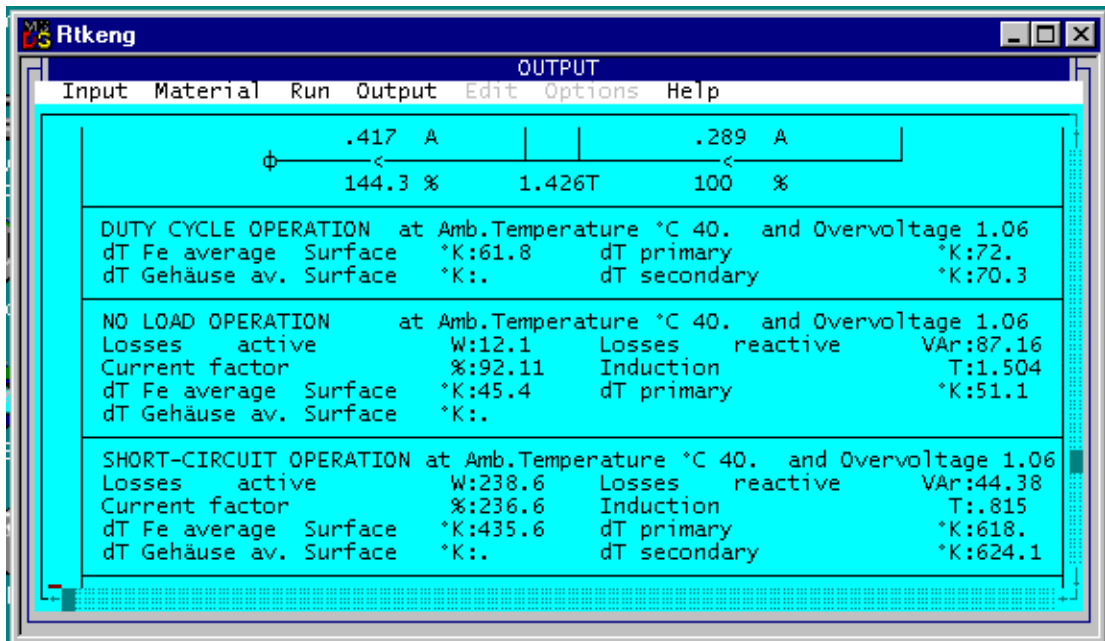 Rtkeng
OUTPUT
Input Material Run Output Edit Options Help
.417 A .289 A
144.3 % 1.426T 100 %
DUTY CYCLE OPERATION at Amb.Temperature °C 40. and Overvoltage 1.06
dT Fe average Surface °K:61.8 dT primary °K:72.
dT Gehäuse av. Surface °K:. dT secondary °K:70.3
NO LOAD OPERATION at Amb.Temperature °C 40. and Overvoltage 1.06
Losses active W:12.1 Losses reactive VAr:87.16
Current factor %:92.11 Induction T:1.504
dT Fe average Surface °K:45.4 dT primary °K:51.1
dT Gehäuse av. Surface °K:.
SHORT-CIRCUIT OPERATION at Amb.Temperature °C 40. and Overvoltage 1.06
Losses active W:238.6 Losses reactive VAr:44.38
Current factor %:236.6 Induction T:.815
dT Fe average Surface °K:435.6 dT primary °K:618.
dT Gehäuse av. Surface °K:. dT secondary °K:624.1